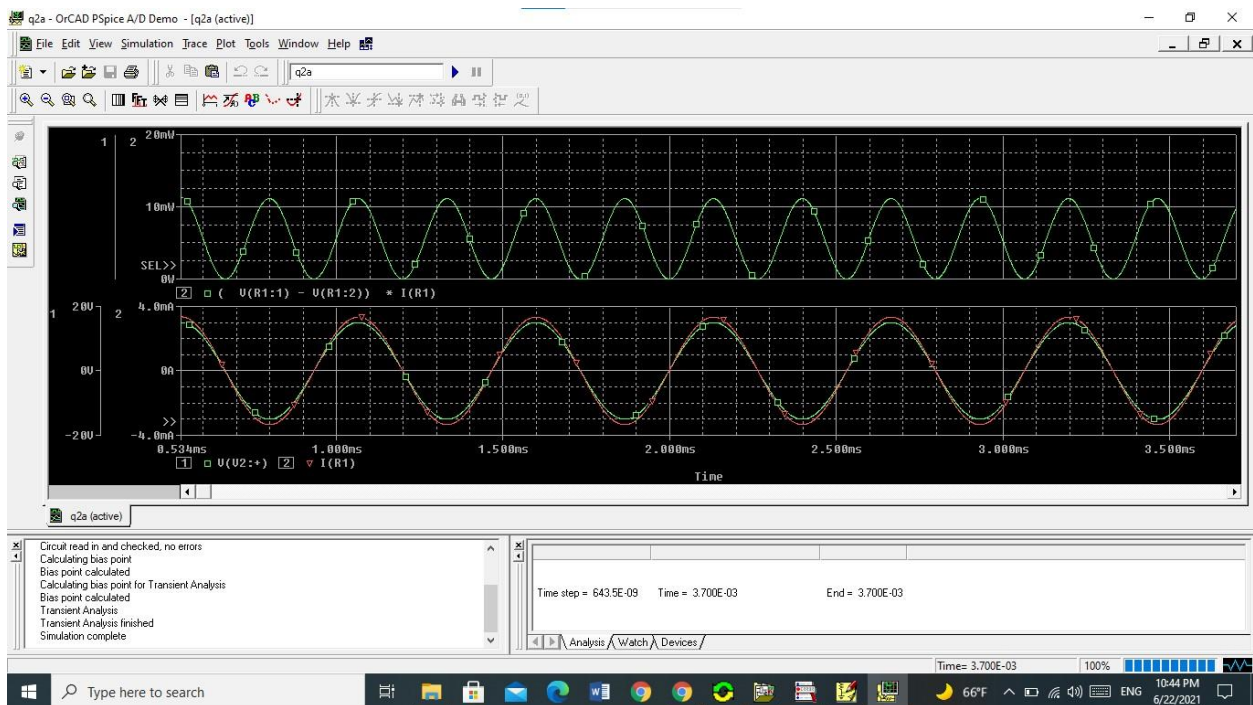 q2a - OrCAD PSpice A/D Demo - [q2a (active)]
File Edit View Simulation Trace Plot Tools Window Help
q2a
1 2 20mW
10mW
SEL>>
0W
2 ( V(R1:1) - V(R1:2)) * I(R1)
1 20V 2 4.0mA
0V 0A
>>
-20V -4.0mA
0.534ms 1.000ms 1.500ms 2.000ms 2.500ms 3.000ms 3.500ms
1 V(V2:+) 2 I(R1)
Time
q2a (active)
Circuit read in and checked, no errors
Calculating bias point
Bias point calculated
Calculating bias point for Transient Analysis
Bias point calculated
Transient Analysis
Transient Analysis finished
Simulation complete
Time step = 643.5E-09 Time = 3.700E-03 End = 3.700E-03
Analysis Watch Devices
Time= 3.700E-03 100%
Type here to search
66°F ENG 10:44 PM
6/22/2021